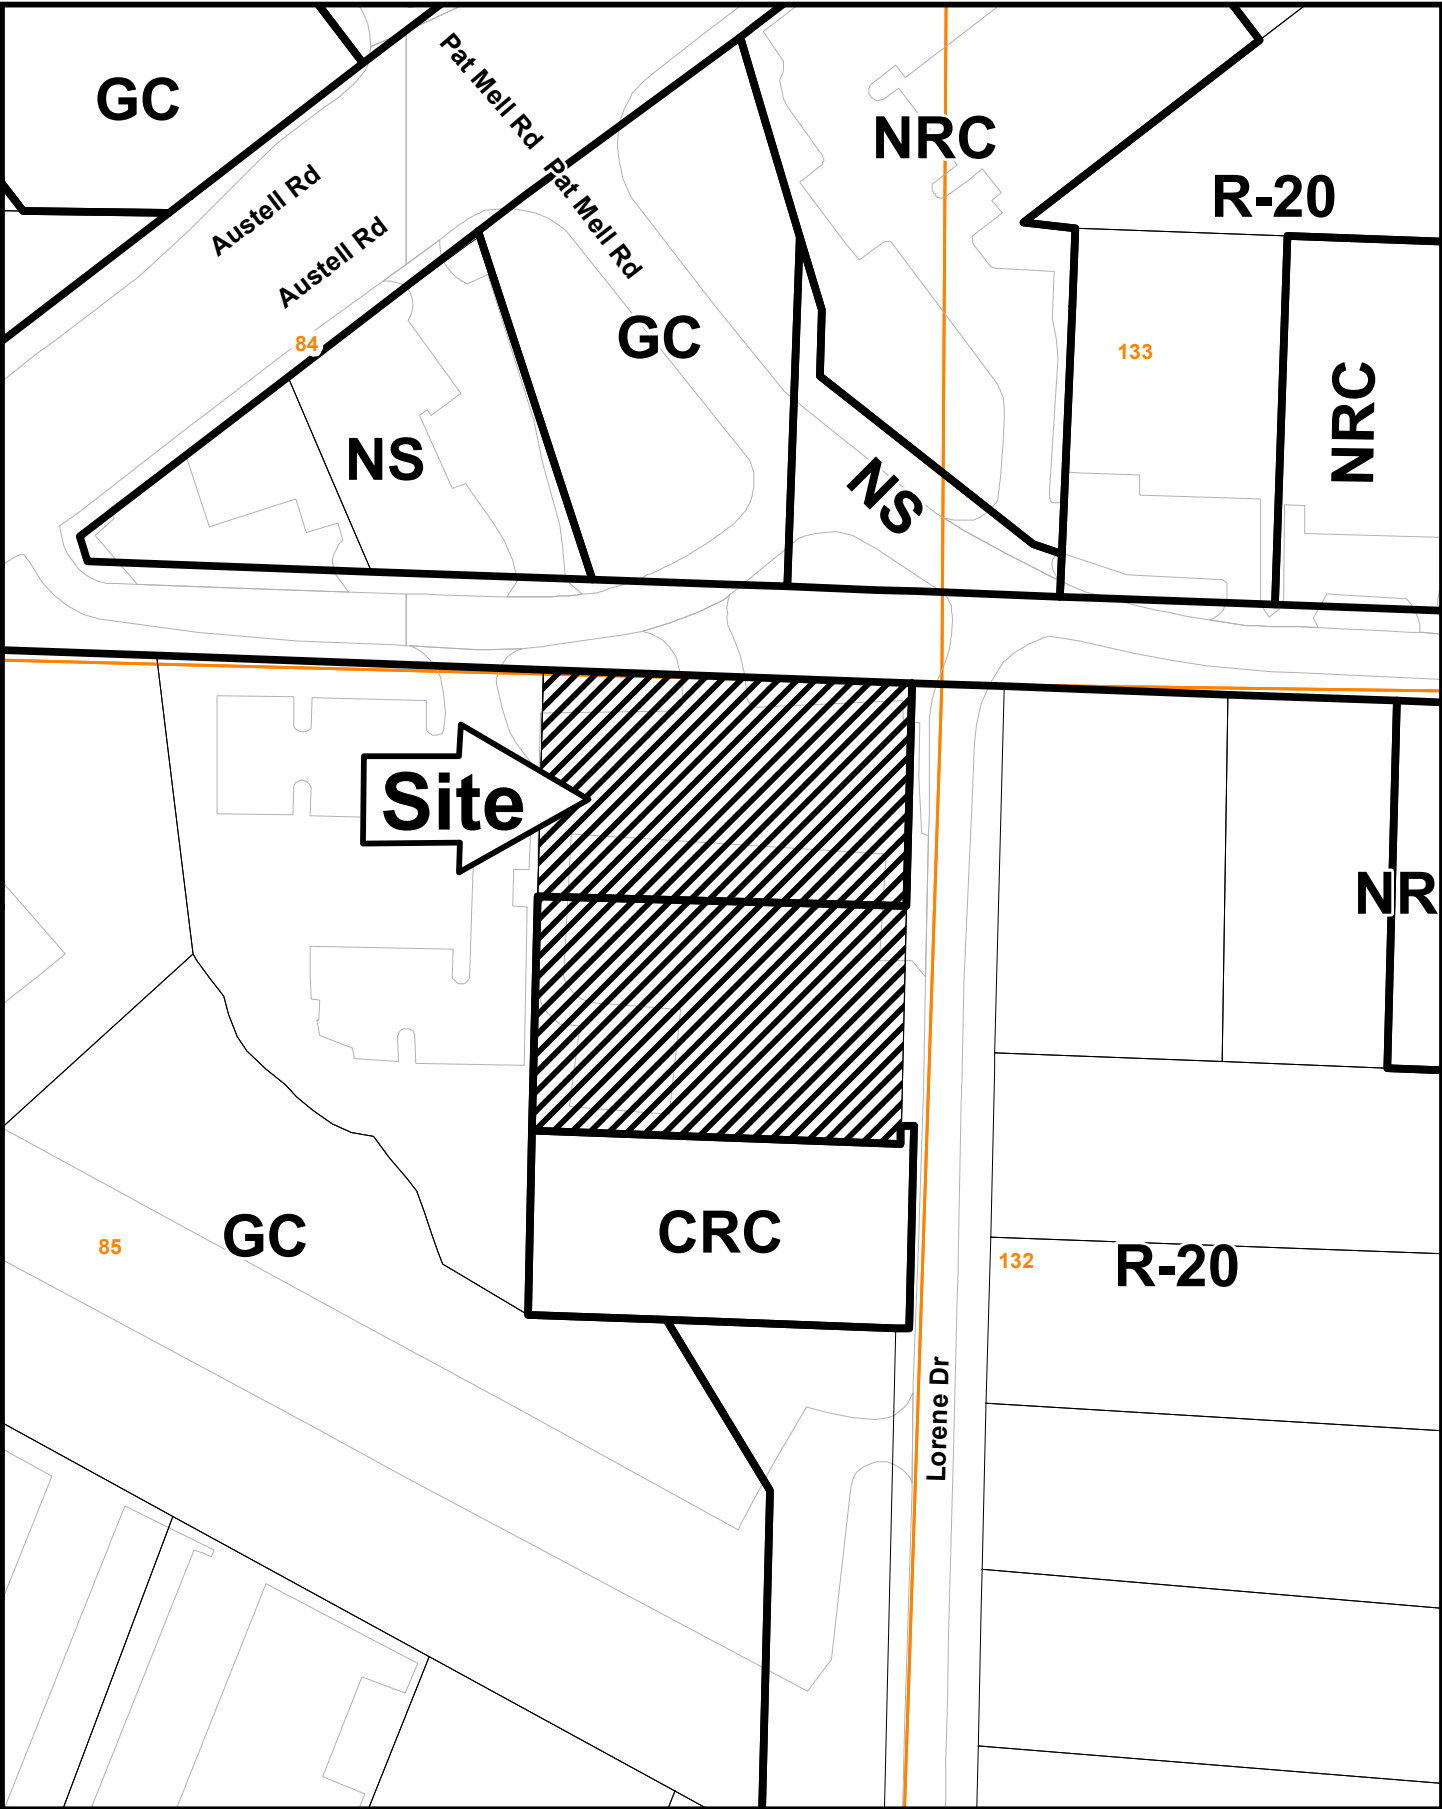 GC
Pat Mell Rd
NRC
Austell Rd
Pat Mell Rd
R-20
Austell Rd
84
GC
133
NRC
NS
NS
Site
NR
GC
CRC
85
132
R-20
Lorene Dr